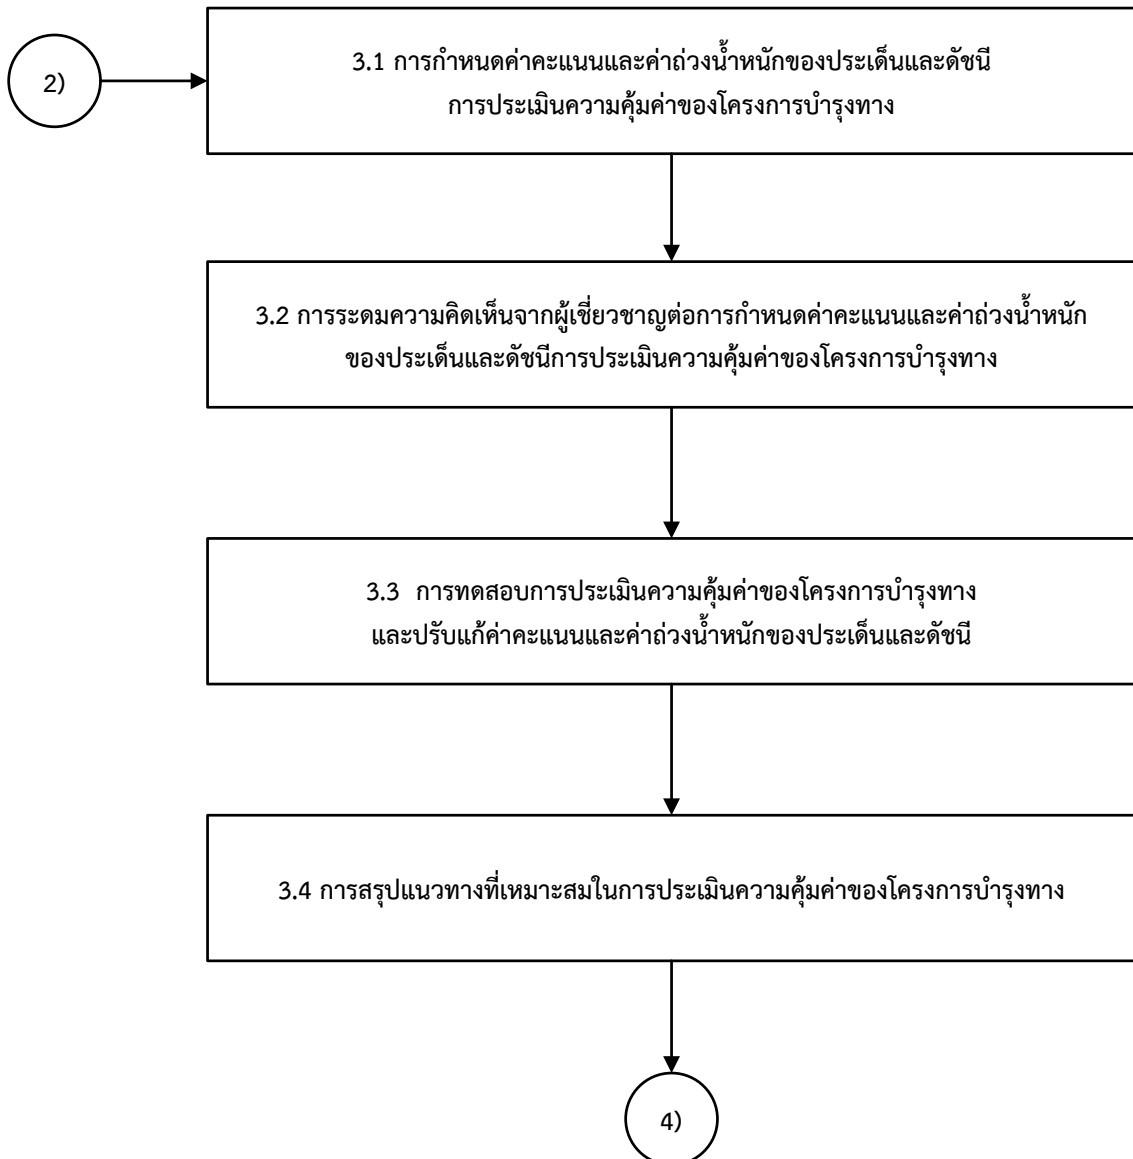 2)
3.1 การกำหนดค่าคะแนนและค่าถ่วงน้ำหนักของประเด็นและดัชนี
การประเมินความคุ้มค่าของโครงการบำรุงทาง
3.2 การระดมความคิดเห็นจากผู้เชี่ยวชาญต่อการกำหนดค่าคะแนนและค่าถ่วงน้ำหนัก
ของประเด็นและดัชนีการประเมินความคุ้มค่าของโครงการบำรุงทาง
3.3 การทดสอบการประเมินความคุ้มค่าของโครงการบำรุงทาง
และปรับแก้ค่าคะแนนและค่าถ่วงน้ำหนักของประเด็นและดัชนี
3.4 การสรุปแนวทางที่เหมาะสมในการประเมินความคุ้มค่าของโครงการบำรุงทาง
4)